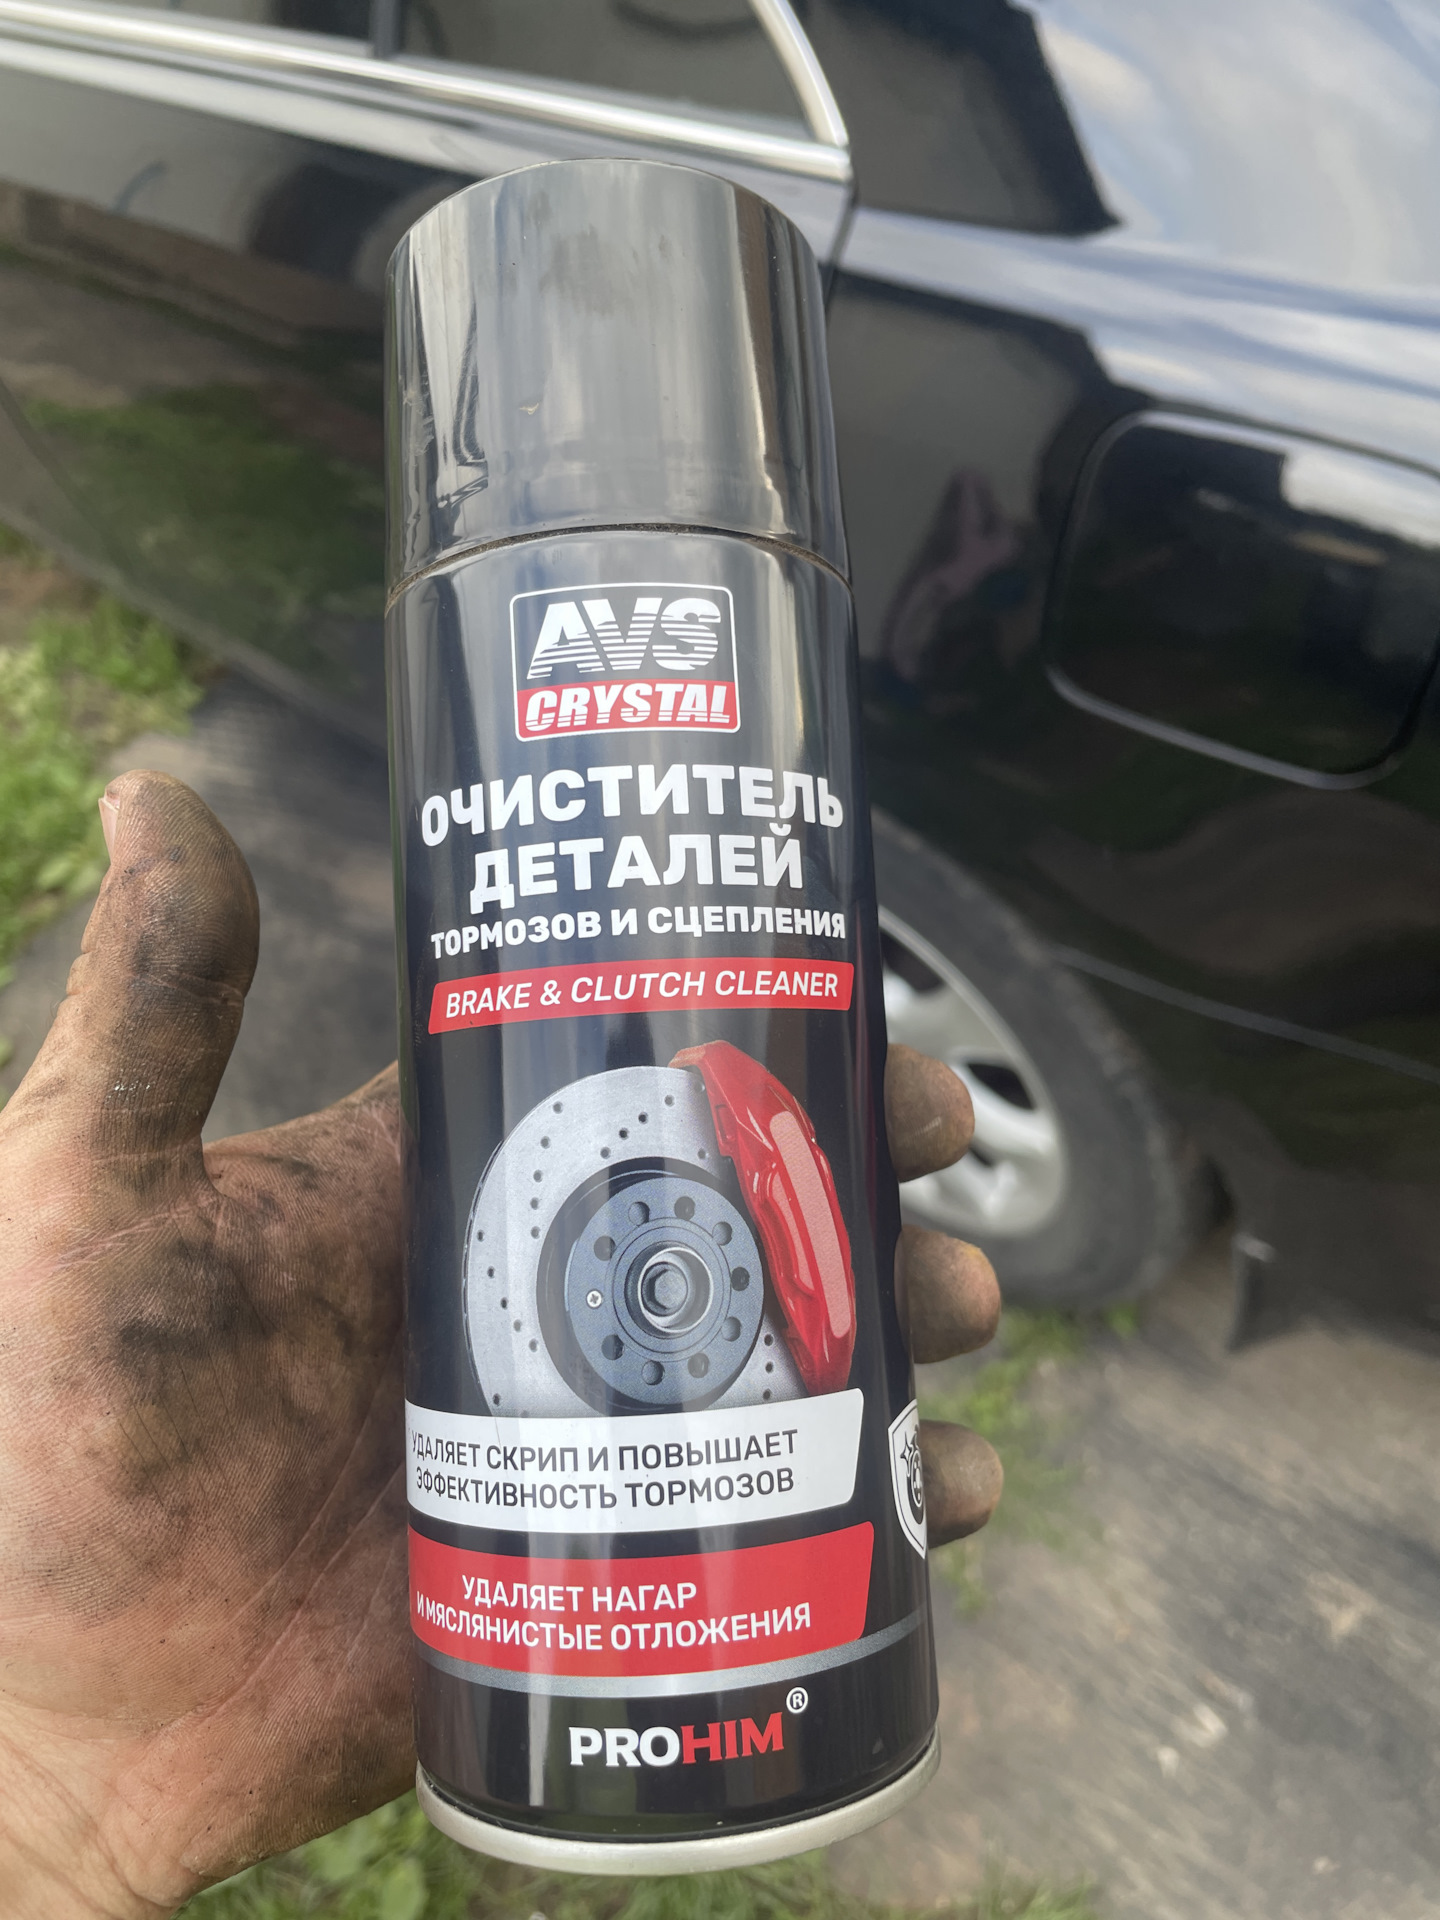 AVS
CRYSTAL
ОЧИСТИТЕЛЬ
ДЕТАЛЕЙ
ТОРМОЗОВ И СЦЕПЛЕНИЯ
BRAKE & CLUTCH CLEANER
УДАЛЯЕТ СКРИП И ПОВЫШАЕТ
ЭФФЕКТИВНОСТЬ ТОРМОЗОВ
УДАЛЯЕТ НАГАР
И МЯСЛЯНИСТЫЕ ОТЛОЖЕНИЯ
PROHIM®